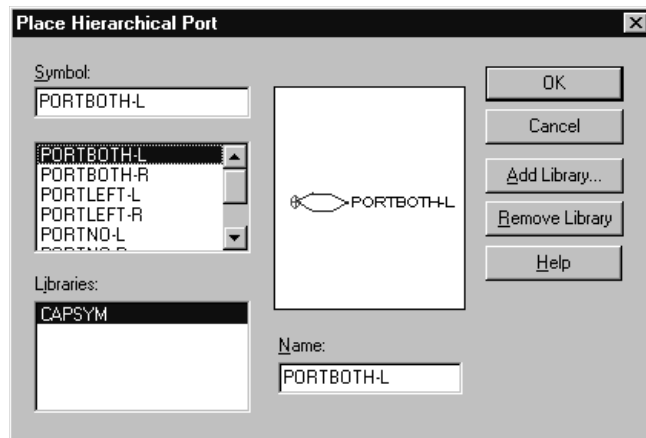 Place Hierarchical Port
Symbol:
PORTBOTH-L
PORTBOTH-L
PORTBOTH-R
PORTLEFT-L
PORTLEFT-R
PORTNO-L
Libraries:
CAPSYM
PORTBOTH-L
Name:
PORTBOTH-L
OK
Cancel
Add Library...
Remove Library
Help